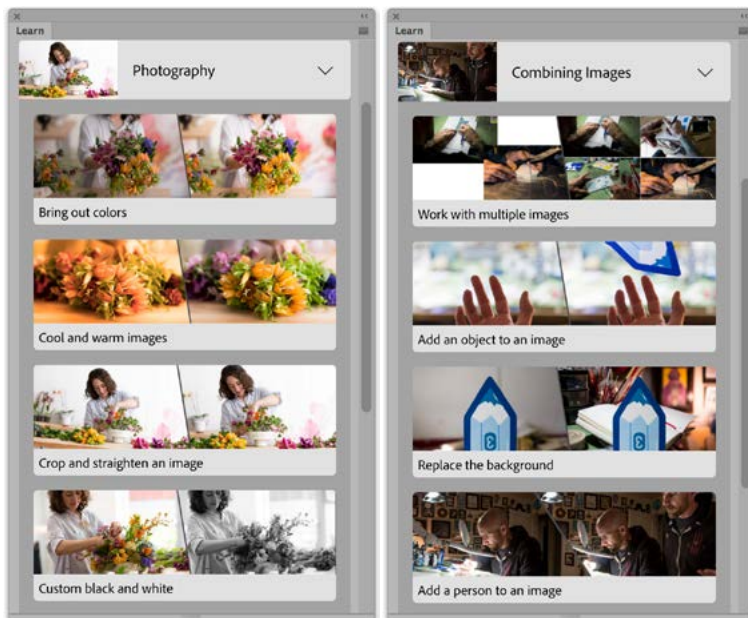 Learn
Photography
Bring out colors
Cool and warm images
Crop and straighten an image
Custom black and white
Learn
Combining Images
Work with multiple images
Add an object to an image
Replace the background
Add a person to an image